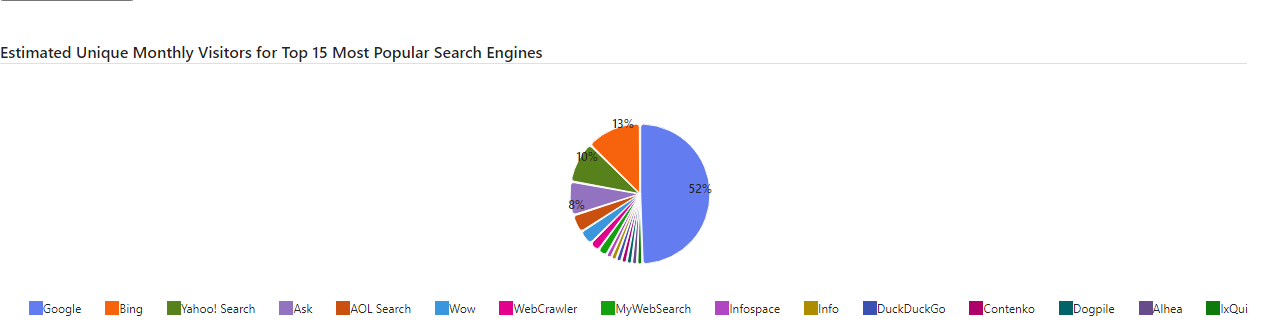 Estimated Unique Monthly Visitors for Top 15 Most Popular Search Engines
13%
10%
52%
8%
Google Bing Yahoo! Search Ask AOL Search Wow WebCrawler MyWebSearch Infospace Info DuckDuckGo Contenko Dogpile Alhea IxQui